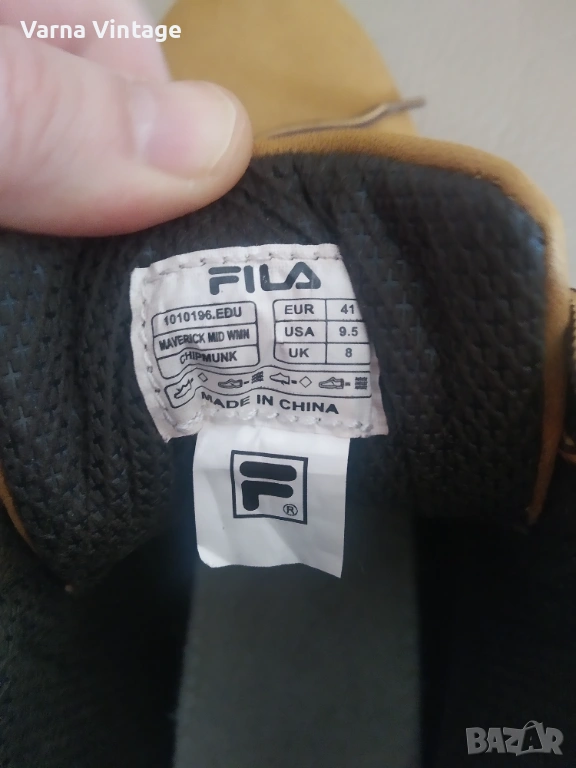 Varna Vintage
FILA
1010196.EDU
MAVERICK MID WMN
CHIPMUNK
EUR 41
USA 9.5
UK 8
MADE IN CHINA
F
®
BAZAR